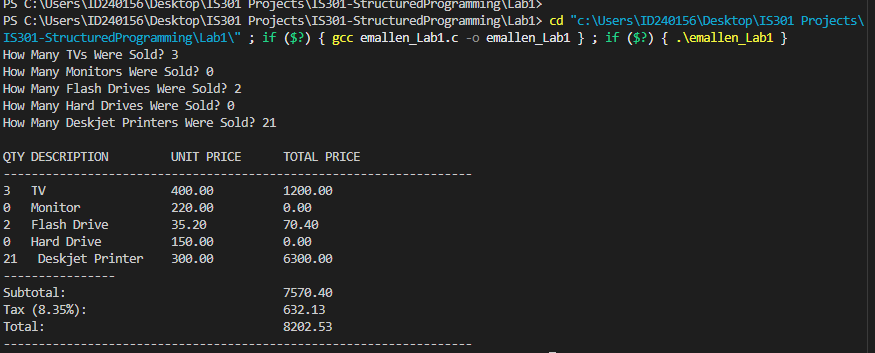 PS C:\Users\ID240156\Desktop\IS301 Projects\IS301-StructuredProgramming\Lab1>
PS C:\Users\ID240156\Desktop\IS301 Projects\IS301-StructuredProgramming\Lab1> cd "c:\Users\ID240156\Desktop\IS301 Projects\
IS301-StructuredProgramming\Lab1\" ; if ($?) { gcc emallen_Lab1.c -o emallen_Lab1 } ; if ($?) { .\emallen_Lab1 }
How Many TVs Were Sold? 3
How Many Monitors Were Sold? 0
How Many Flash Drives Were Sold? 2
How Many Hard Drives Were Sold? 0
How Many Deskjet Printers Were Sold? 21
QTY DESCRIPTION         UNIT PRICE      TOTAL PRICE
-------------------------------------------------------------------
3   TV                  400.00          1200.00
0   Monitor             220.00          0.00
2   Flash Drive         35.20           70.40
0   Hard Drive          150.00          0.00
21   Deskjet Printer    300.00          6300.00
----------------
Subtotal:                               7570.40
Tax (8.35%):                            632.13
Total:                                  8202.53
-------------------------------------------------------------------